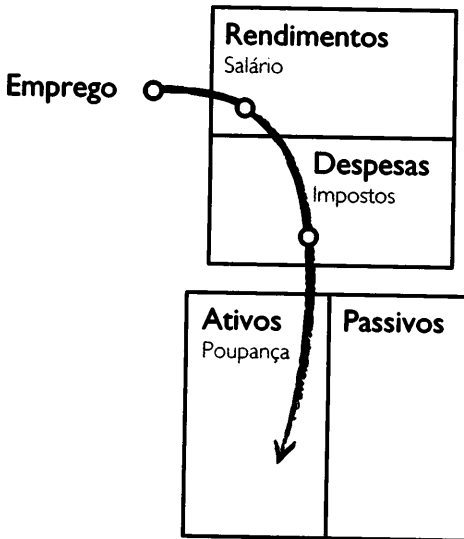 Rendimentos
Salário
Emprego
Despesas
Impostos
Ativos
Poupança
Passivos